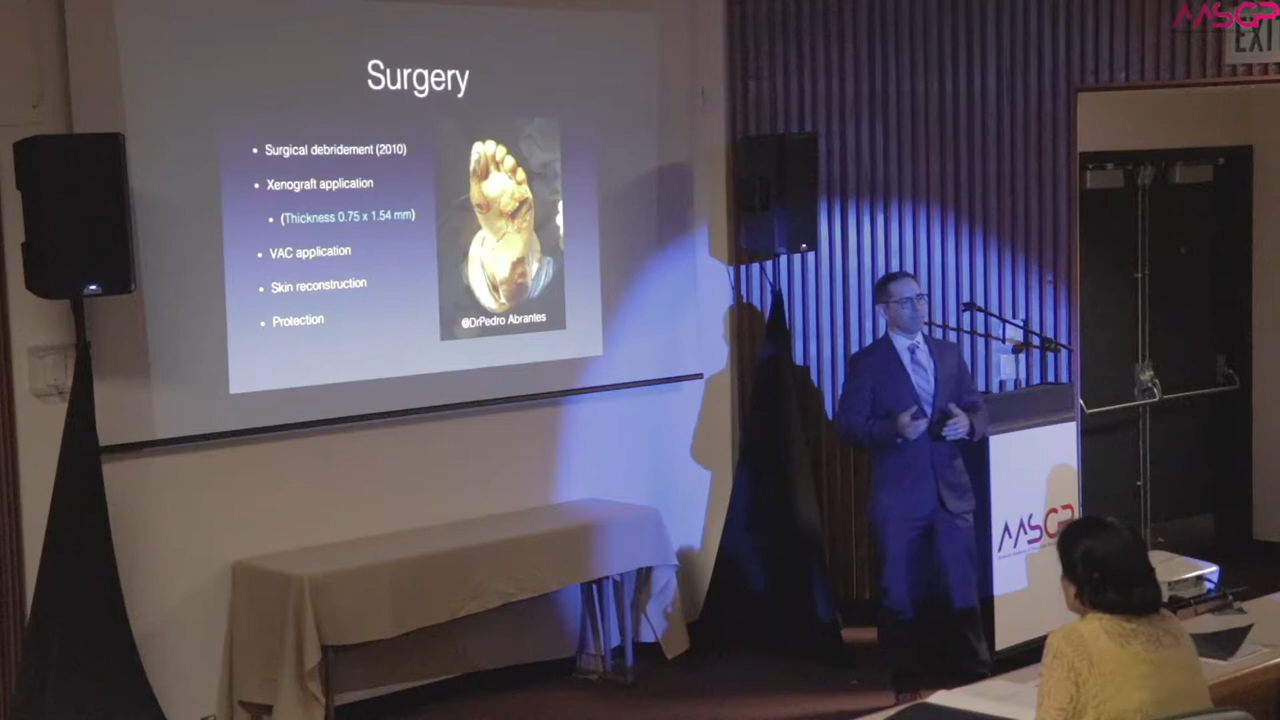 AASGP
EXIT
Surgery
• Surgical debridement (2010)
• Xenograft application
• (Thickness 0.75 x 1.54 mm)
• VAC application
• Skin reconstruction
• Protection
@DrPedro Abrantes
AASGP